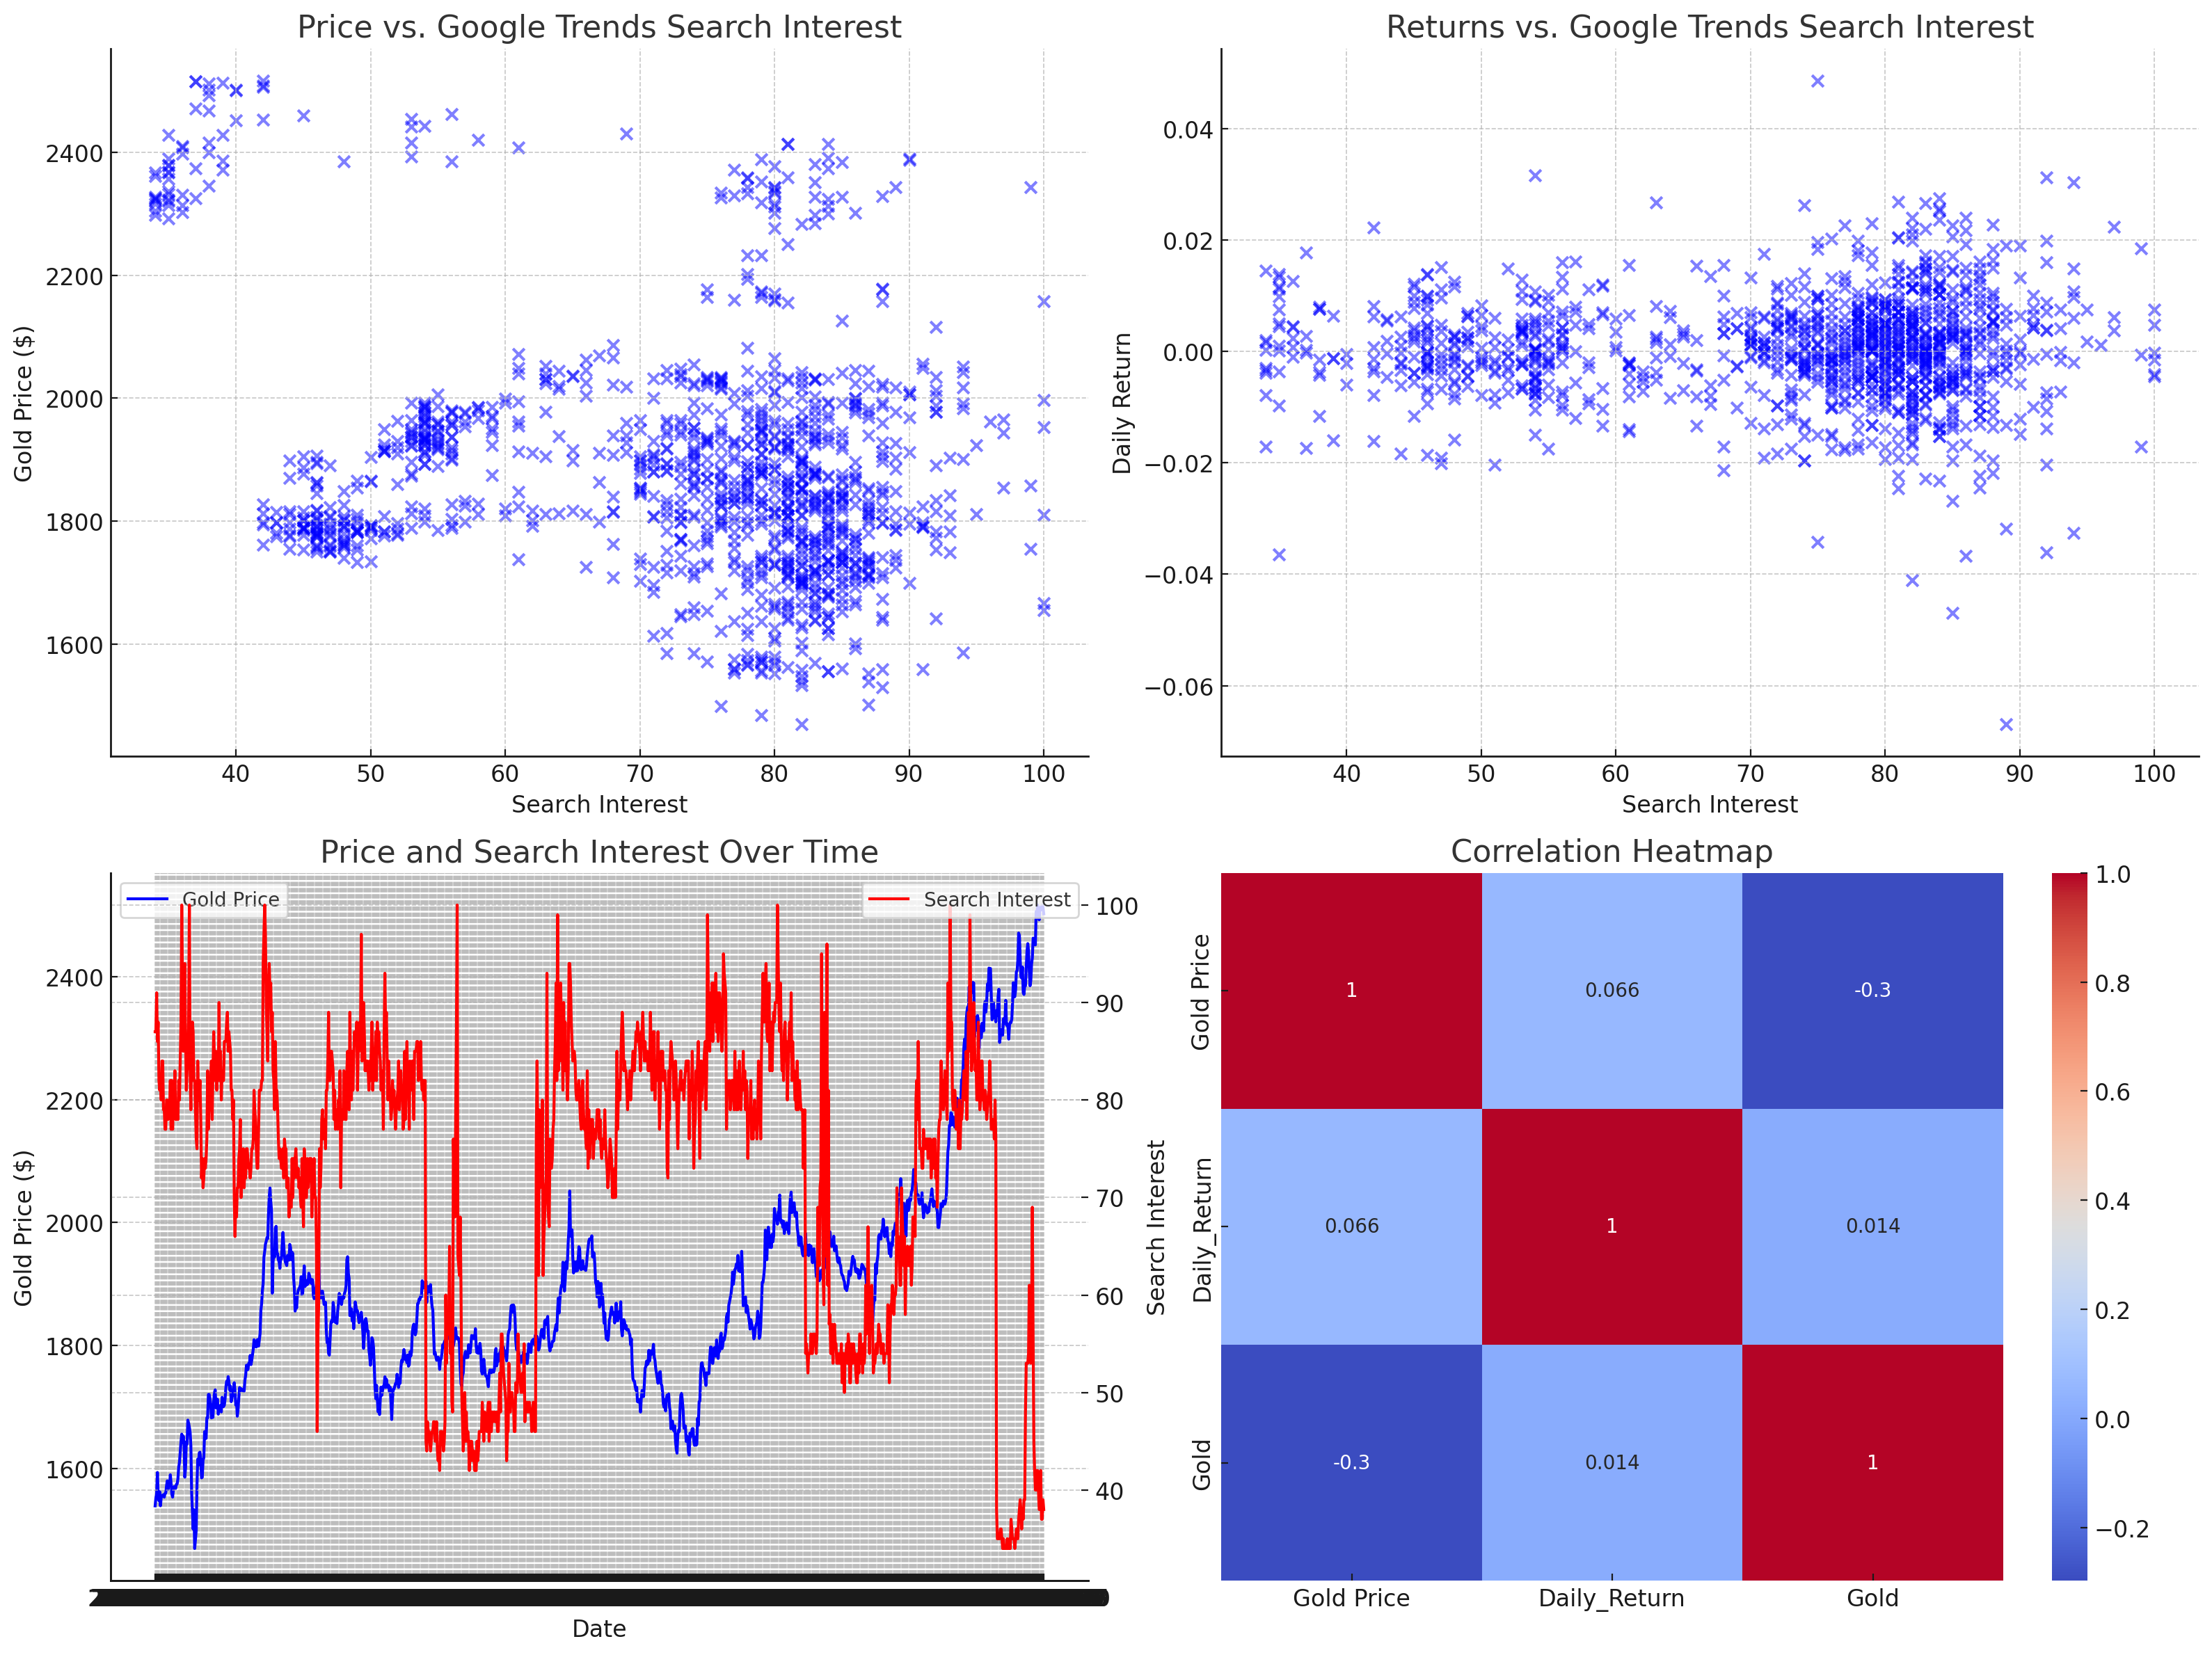 Price vs. Google Trends Search Interest
Gold Price ($)
2400
2200
2000
1800
1600
40 50 60 70 80 90 100
Search Interest
Returns vs. Google Trends Search Interest
Daily Return
0.04
0.02
0.00
−0.02
−0.04
−0.06
40 50 60 70 80 90 100
Search Interest
Price and Search Interest Over Time
Gold Price
Search Interest
Gold Price ($)
2400
2200
2000
1800
1600
100
90
80
70
60
50
40
Search Interest
Date
Correlation Heatmap
Gold Price
Daily_Return
Gold
1 0.066 -0.3
0.066 1 0.014
-0.3 0.014 1
Gold Price Daily_Return Gold
1.0
0.8
0.6
0.4
0.2
0.0
−0.2